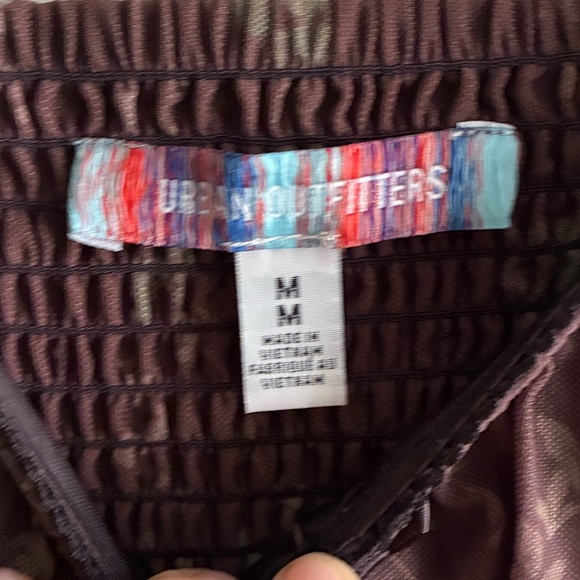 URBAN OUTFITTERS
M
M
MADE IN
VIETNAM
FABRIQUÉ AU
VIETNAM